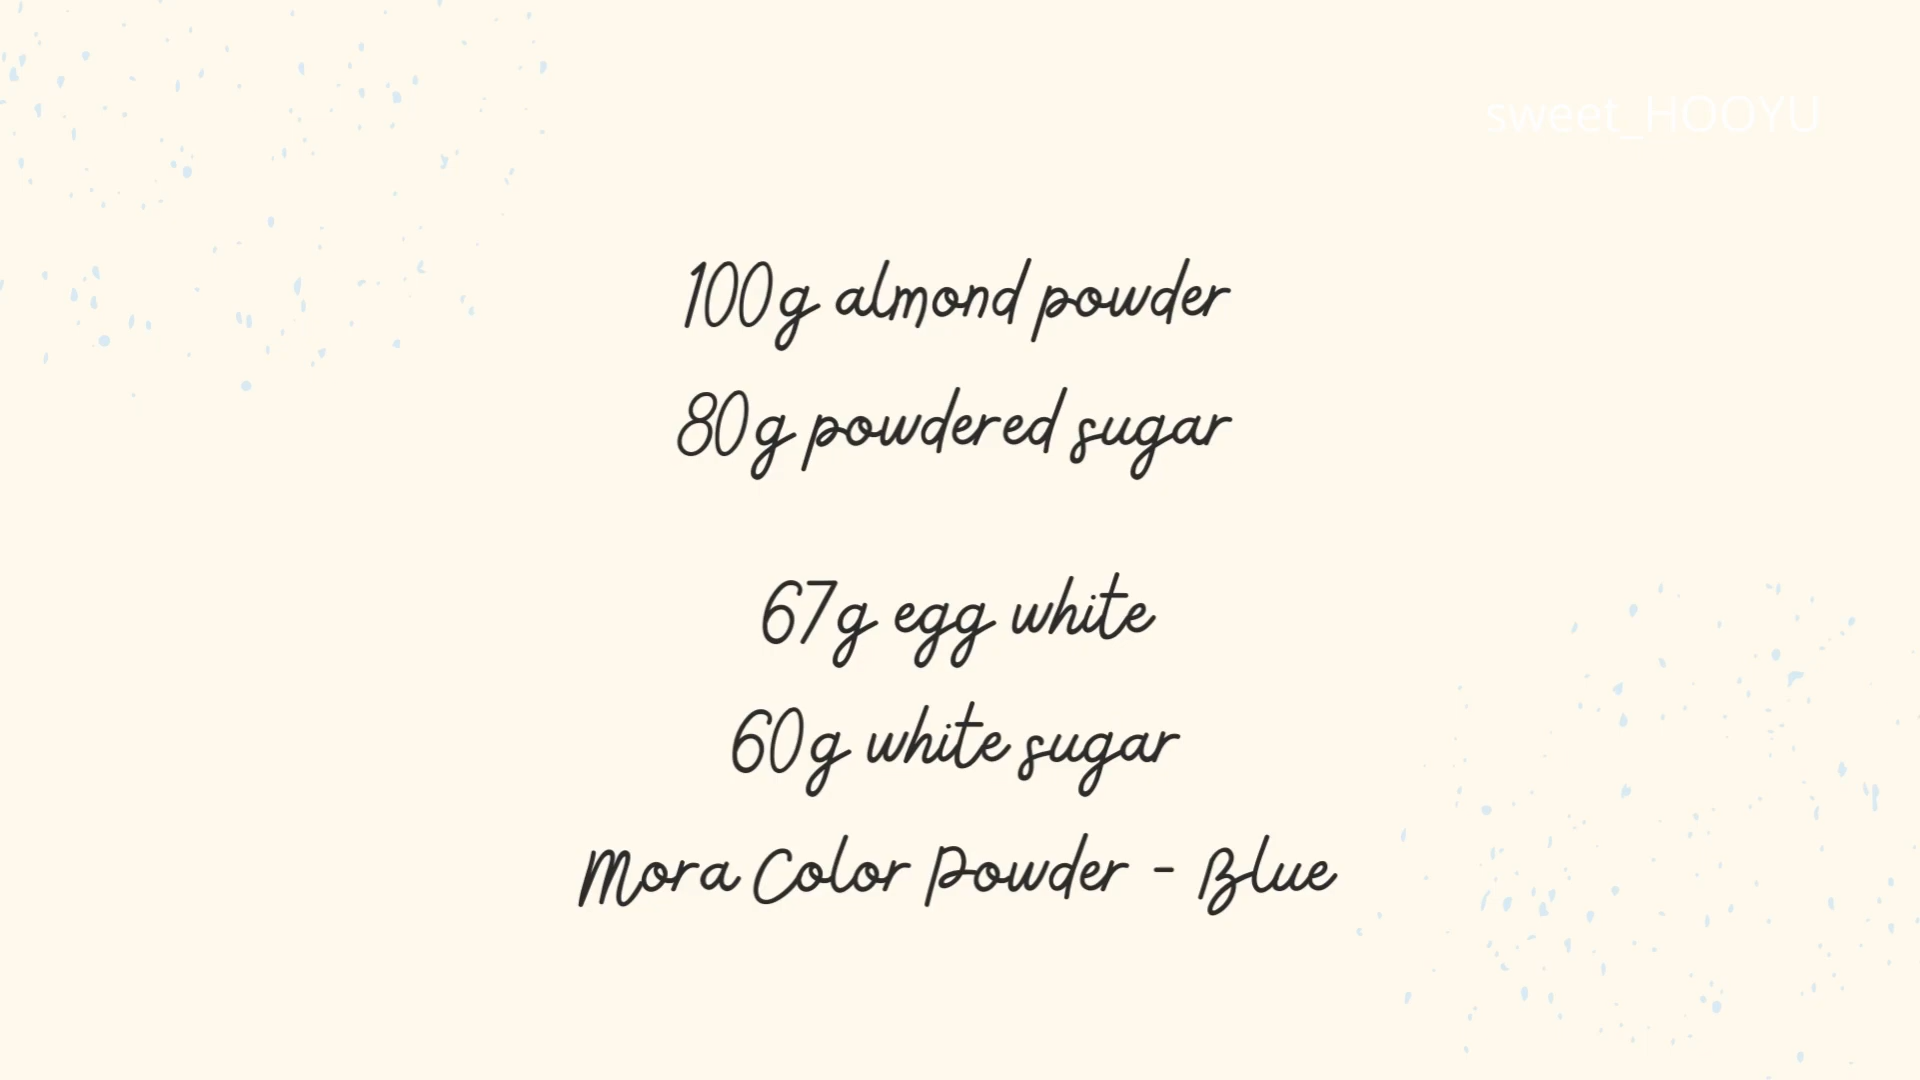 sweet_HOOYU
100g almond powder
80g powdered sugar
67g egg white
60g white sugar
Mora Color Powder - Blue